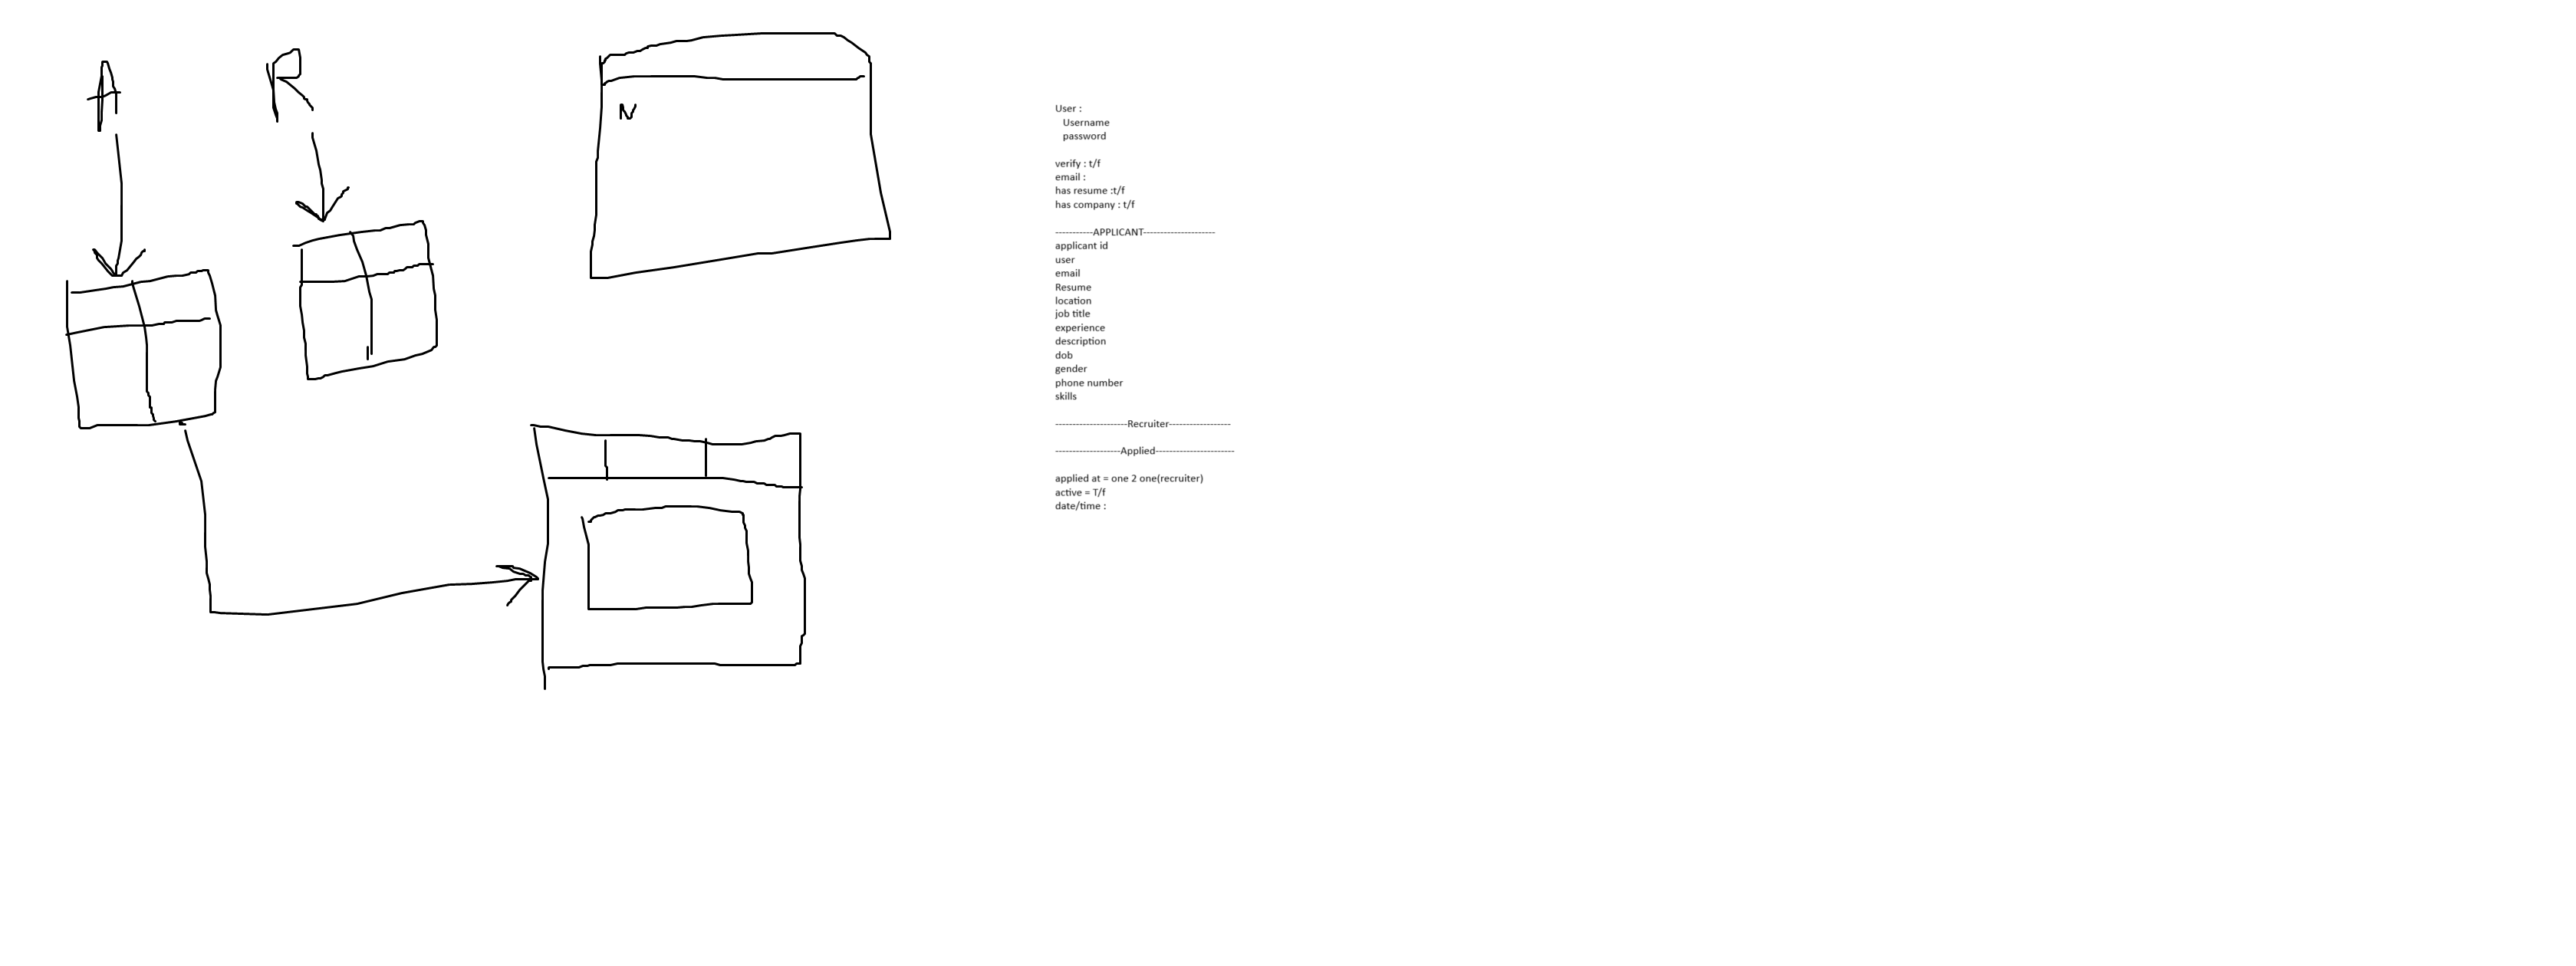 A
R
N
User :
Username
password
verify : t/f
email :
has resume :t/f
has company : t/f
-----------APPLICANT---------------------
applicant id
user
email
Resume
location
job title
experience
description
dob
gender
phone number
skills
---------------------Recruiter------------------
-------------------Applied-----------------------
applied at = one 2 one(recruiter)
active = T/f
date/time :